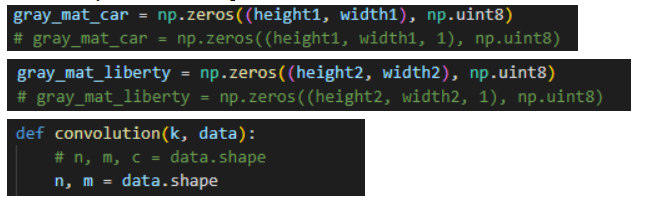 gray_mat_car = np.zeros((height1, width1), np.uint8)
# gray_mat_car = np.zeros((height1, width1, 1), np.uint8)
gray_mat_liberty = np.zeros((height2, width2), np.uint8)
# gray_mat_liberty = np.zeros((height2, width2, 1), np.uint8)
def convolution(k, data):
    # n, m, c = data.shape
    n, m = data.shape